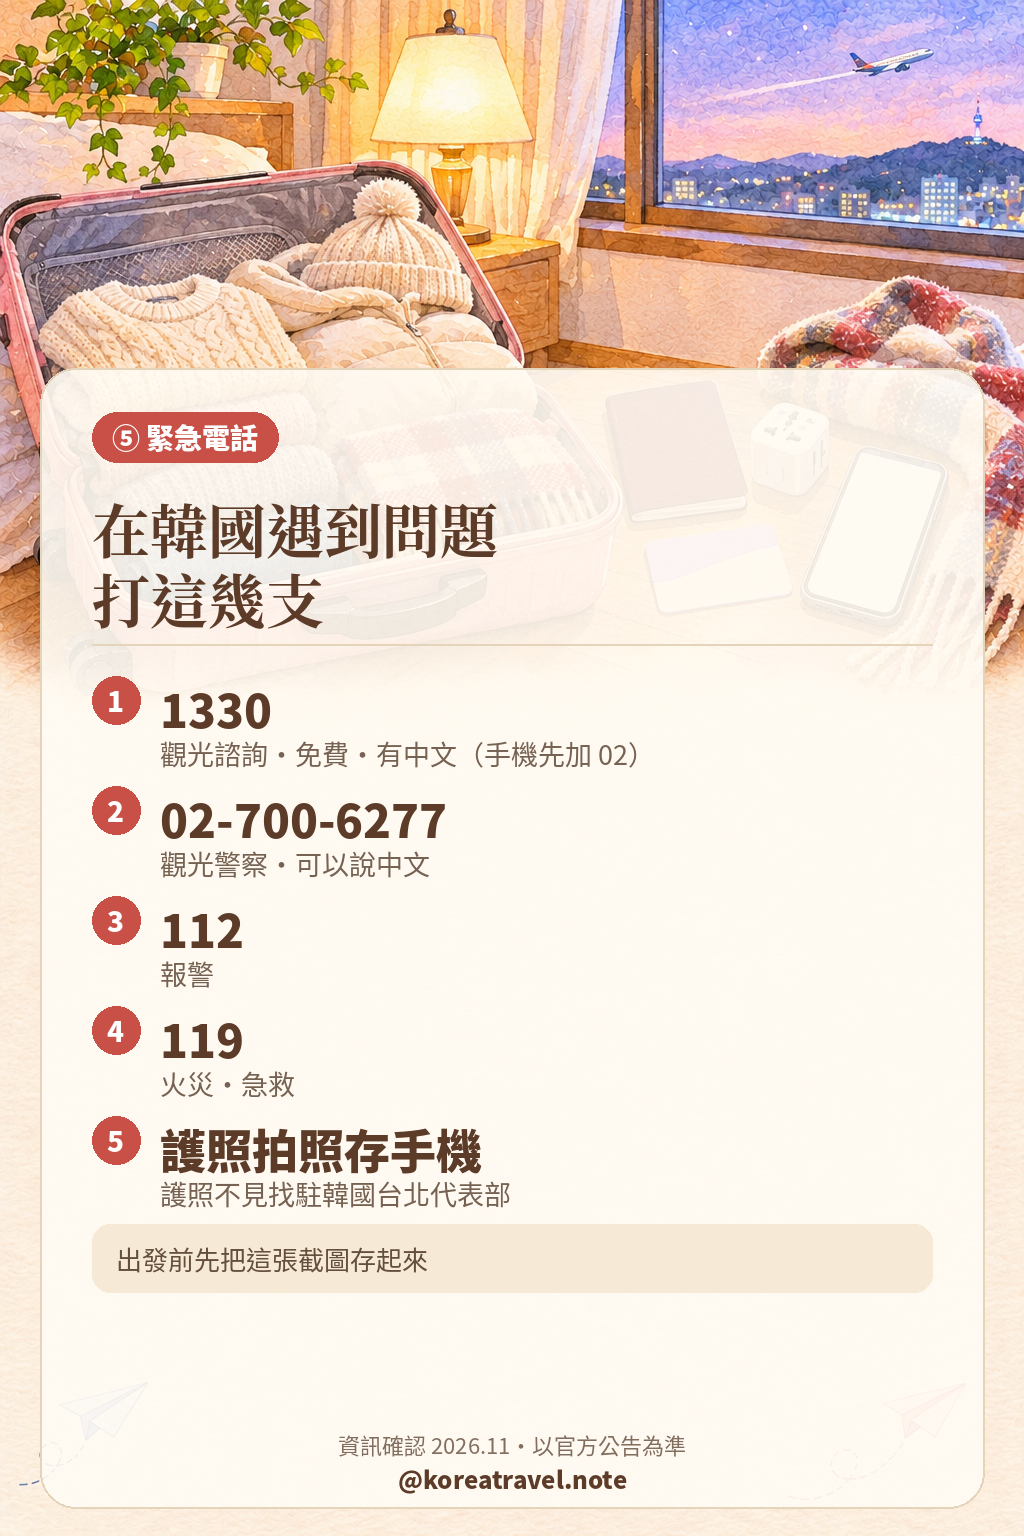 ⑤ 緊急電話
在韓國遇到問題
打這幾支
1
1330
觀光諮詢・免費・有中文（手機先加 02）
2
02-700-6277
觀光警察・可以說中文
3
112
報警
4
119
火災・急救
5
護照拍照存手機
護照不見找駐韓國台北代表部
出發前先把這張截圖存起來
資訊確認 2026.11・以官方公告為準
@koreatravel.note